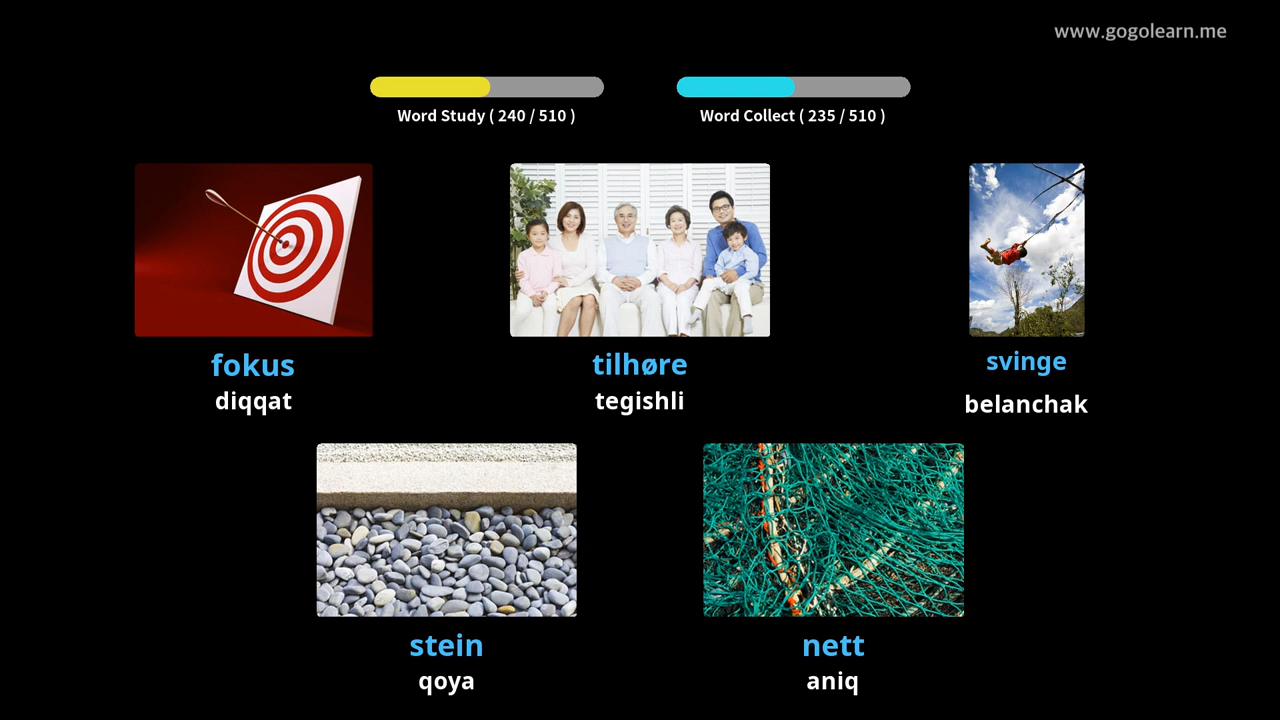 www.gogolearn.me
Word Study ( 240 / 510 )
Word Collect ( 235 / 510 )
fokus
diqqat
tilhøre
tegishli
svinge
belanchak
stein
qoya
nett
aniq